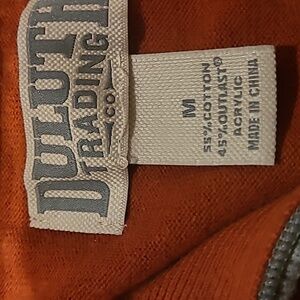 DULUTH
TRADING
CO
M
55% COTTON
45% OUTLAST®
ACRYLIC
MADE IN CHINA